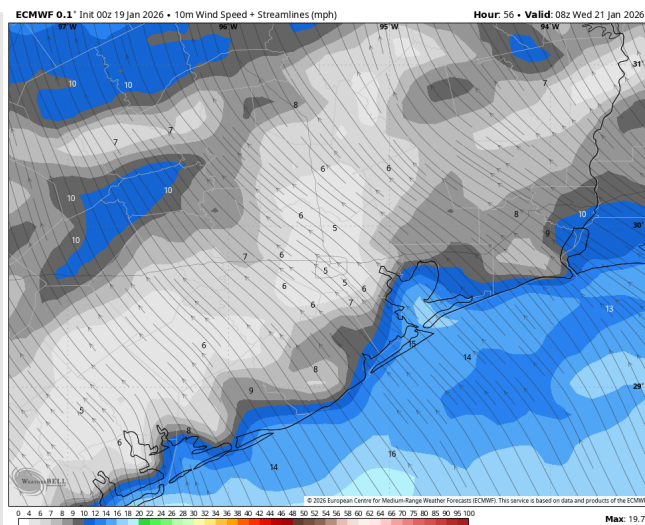 ECMWF 0.1° Init 00z 19 Jan 2026 • 10m Wind Speed + Streamlines (mph) Hour: 56 • Valid: 08z Wed 21 Jan 2026
97°W 96°W 95°W 94°W
31°
10 10 7
8
7 7
6 6
10 10
6 8 10
5
10 9 30°
7 6
5
6 5 6
6 7
13
6 15
14
8 29°
9
5
6 8
16
14
WeatherBELL
© 2026 European Centre for Medium-Range Weather Forecasts (ECMWF). This service is based on data and products of the ECMWF
0 4 6 7 8 9 10 12 14 16 18 20 22 24 26 28 30 32 34 36 38 40 42 44 46 48 50 52 54 56 58 60 62 66 70 75 80 85 90 95 100
Max: 19.7